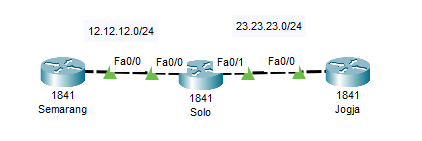 12.12.12.0/24
23.23.23.0/24
Fa0/0
Fa0/0
Fa0/1
Fa0/0
1841
Semarang
1841
Solo
1841
Jogja